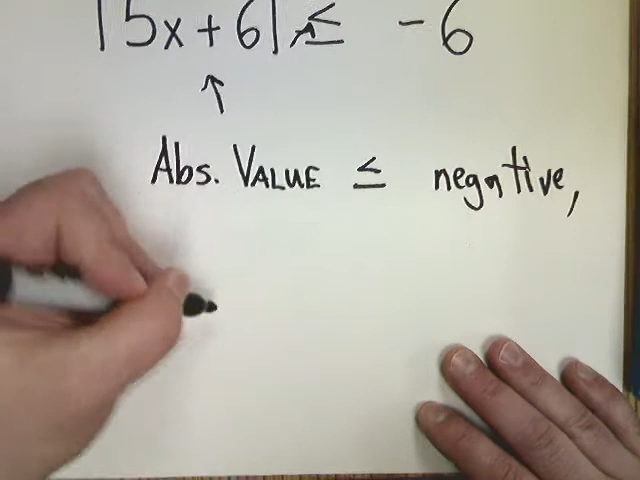 |5x + 6| ≤ - 6
↑
Abs. VALUE ≤ negative,